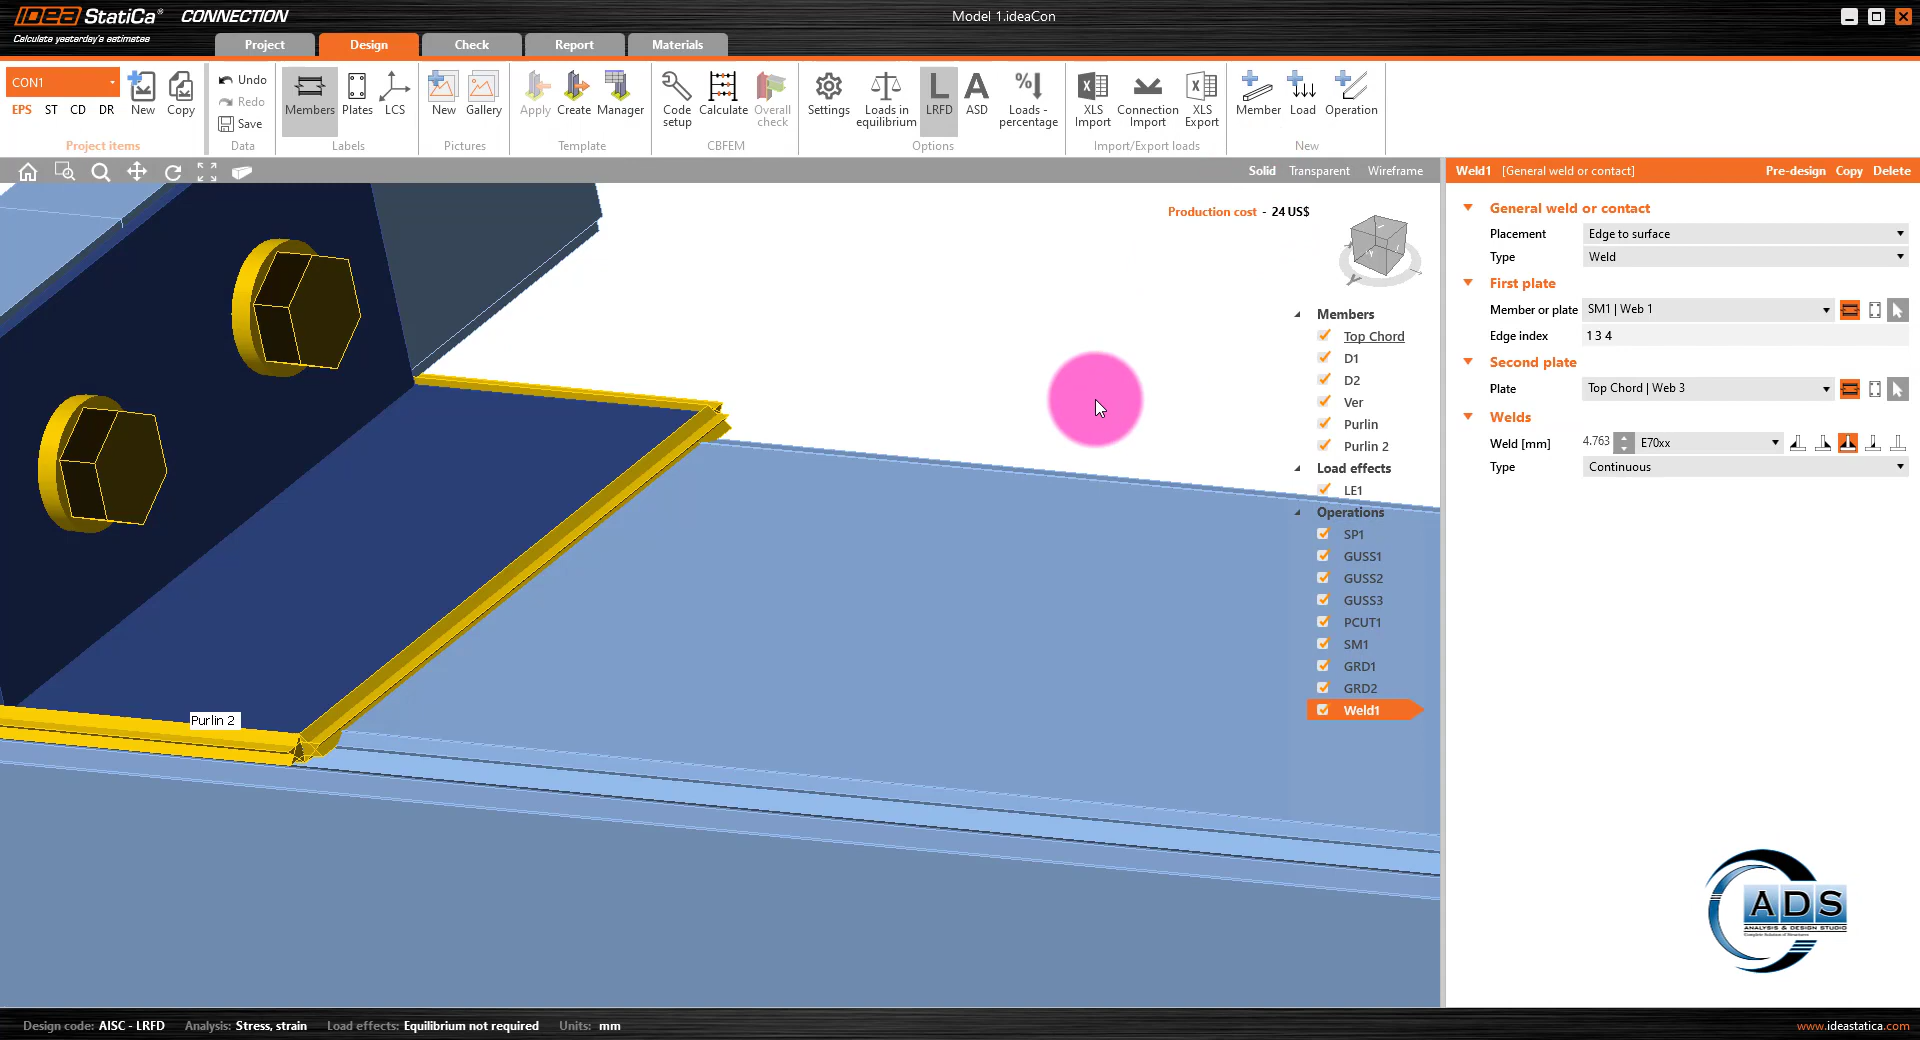 IDEA StatiCa® CONNECTION
Calculate yesterday's estimates
Model 1.ideaCon
Project Design Check Report Materials
CON1
EPS ST CD DR
New Copy
Undo
Redo
Save
Members Plates LCS
New Gallery
Apply Create Manager
Code setup Calculate Overall check
Settings Loads in equilibrium LRFD ASD Loads - percentage
XLS Import Connection Import XLS Export
Member Load Operation
Project items Data Labels Pictures Template CBFEM Options Import/Export loads New
Solid Transparent Wireframe
Production cost - 24 US$
Members
Top Chord
D1
D2
Ver
Purlin
Purlin 2
Load effects
LE1
Operations
SP1
GUSS1
GUSS2
GUSS3
PCUT1
SM1
GRD1
GRD2
Weld1
Purlin 2
Weld1 [General weld or contact] Pre-design Copy Delete
General weld or contact
Placement Edge to surface
Type Weld
First plate
Member or plate SM1 | Web 1
Edge index 1 3 4
Second plate
Plate Top Chord | Web 3
Welds
Weld [mm] 4.763 E70xx
Type Continuous
ADS
ANALYSIS & DESIGN STUDIO
Complete Solution of Structures
Design code: AISC - LRFD Analysis: Stress, strain Load effects: Equilibrium not required Units: mm
www.ideastatica.com